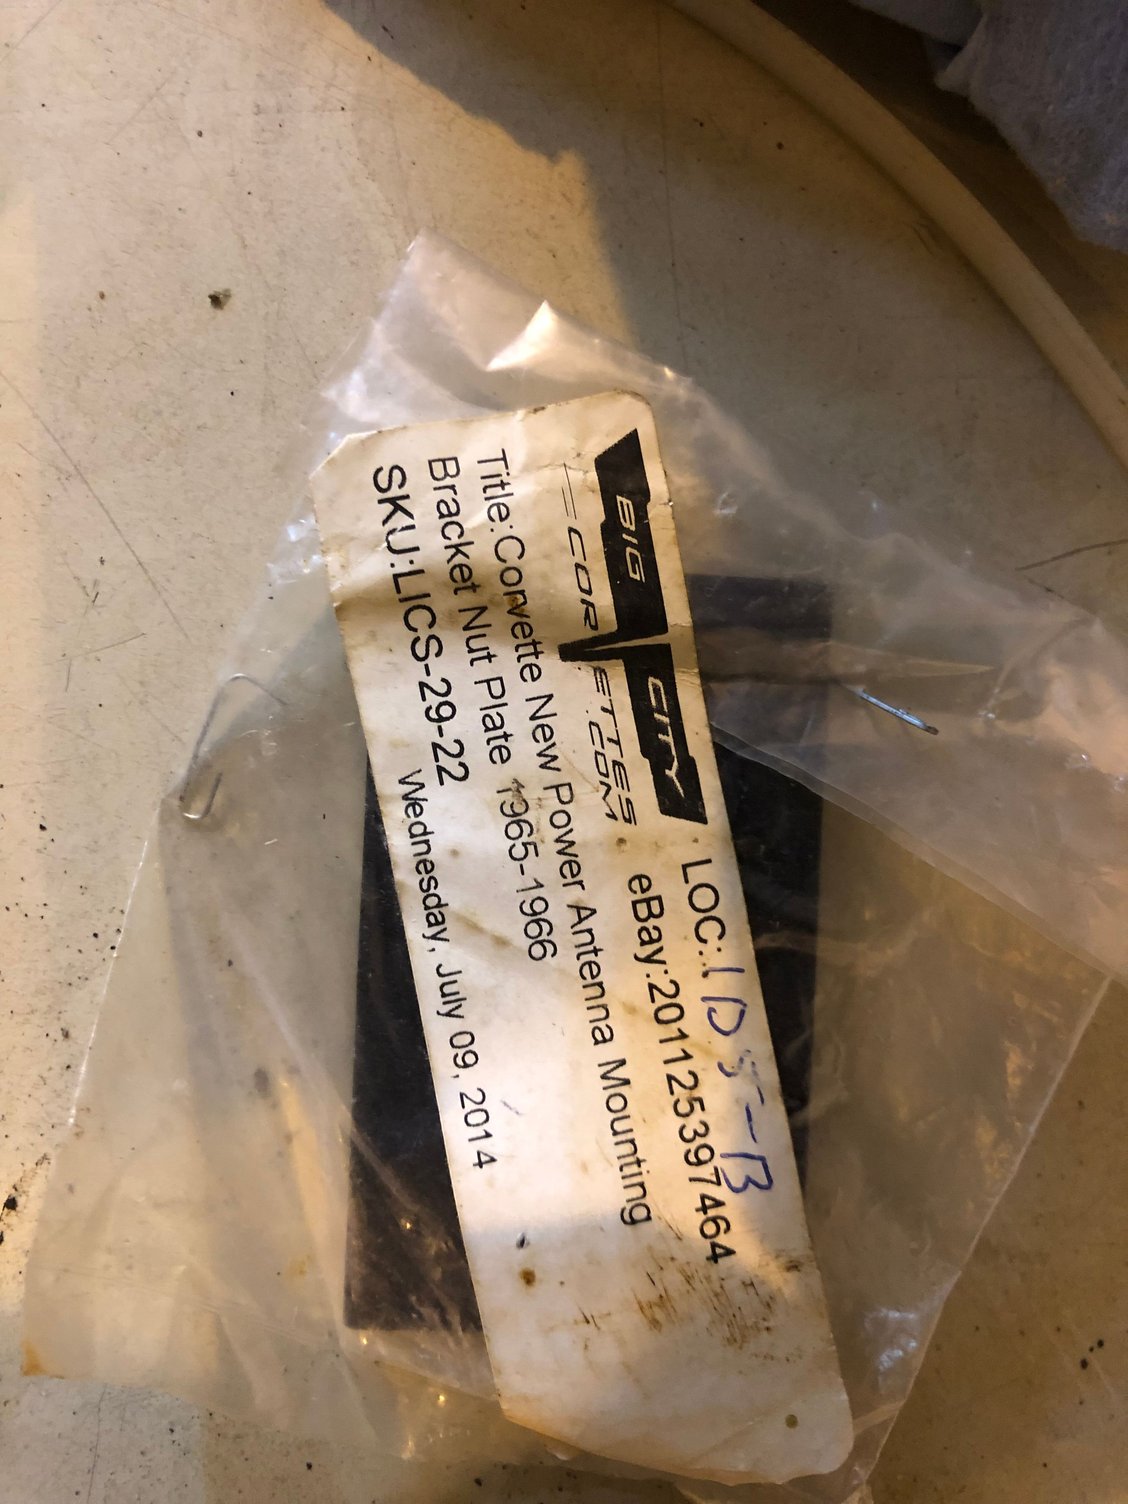 BIG CITY
CORVETTES.COM
LOC:1D5-B
eBay:201125397464
Title:Corvette New Power Antenna Mounting
Bracket Nut Plate 1965-1966
SKU:LICS-29-22
Wednesday, July 09, 2014